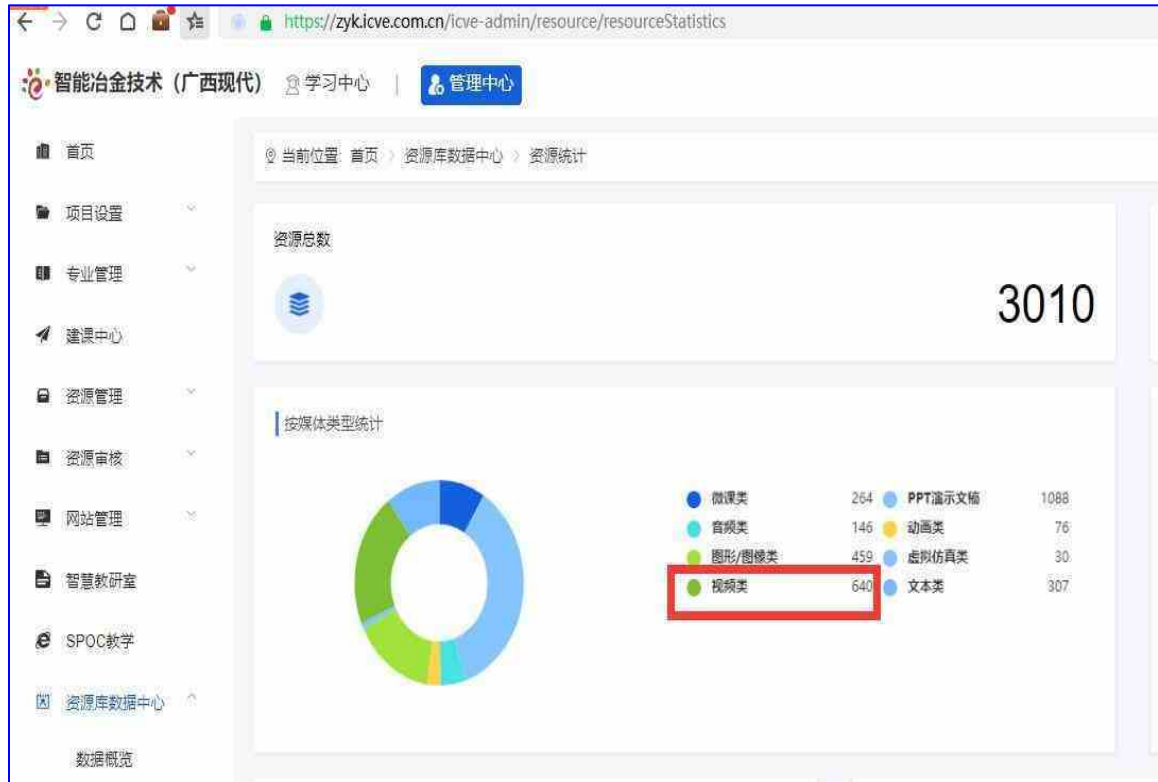 https://zyk.icve.com.cn/icve-admin/resource/resourceStatistics
智能冶金技术（广西现代） 学习中心 | 管理中心
首页
当前位置: 首页 > 资源库数据中心 > 资源统计
项目设置
资源总数
专业管理
3010
建课中心
资源管理
按媒体类型统计
资源审核
微课类 264 PPT演示文稿 1088
网站管理
音频类 146 动画类 76
图形/图像类 459 虚拟仿真类 30
智慧教研室
视频类 640 文本类 307
SPOC教学
资源库数据中心
数据概览